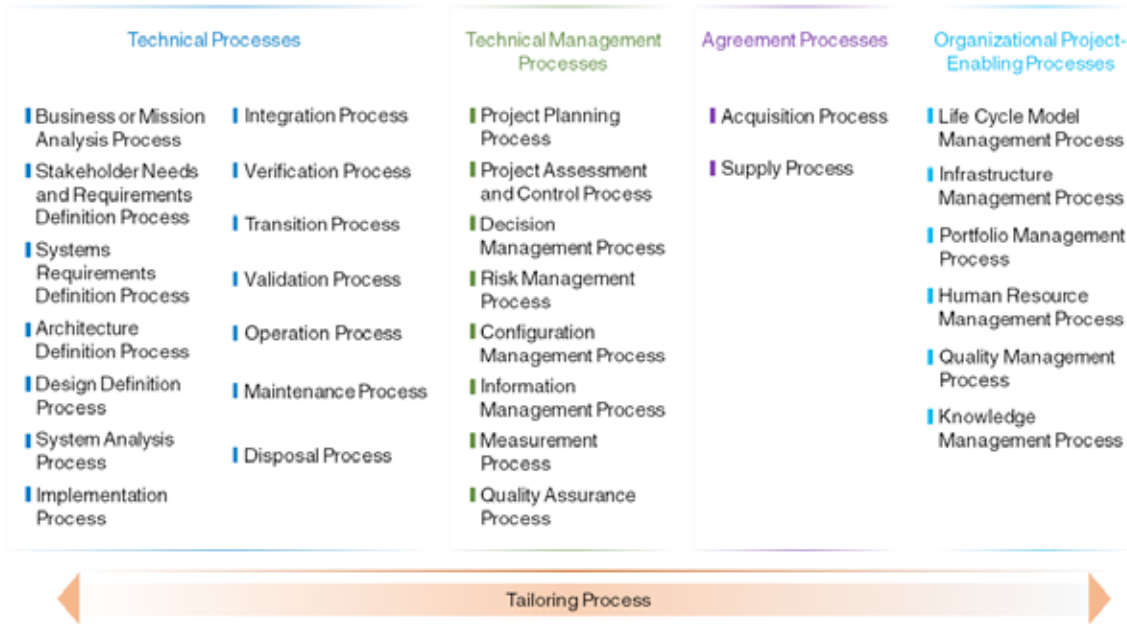 Technical Processes
Business or Mission
Analysis Process
Stakeholder Needs
and Requirements
Definition Process
Systems
Requirements
Definition Process
Architecture
Definition Process
Design Definition
Process
System Analysis
Process
Implementation
Process
Integration Process
Verification Process
Transition Process
Validation Process
Operation Process
Maintenance Process
Disposal Process
Technical Management
Processes
Project Planning
Process
Project Assessment
and Control Process
Decision
Management Process
Risk Management
Process
Configuration
Management Process
Information
Management Process
Measurement
Process
Quality Assurance
Process
Agreement Processes
Acquisition Process
Supply Process
Organizational Project-
Enabling Processes
Life Cycle Model
Management Process
Infrastructure
Management Process
Portfolio Management
Process
Human Resource
Management Process
Quality Management
Process
Knowledge
Management Process
Tailoring Process